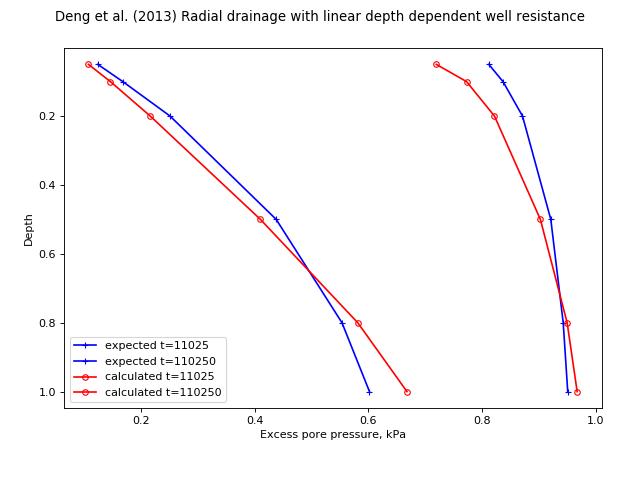 Deng et al. (2013) Radial drainage with linear depth dependent well resistance
0.2
0.4
0.6
0.8
1.0
Depth
expected t=11025
expected t=110250
calculated t=11025
calculated t=110250
0.2 0.4 0.6 0.8 1.0
Excess pore pressure, kPa